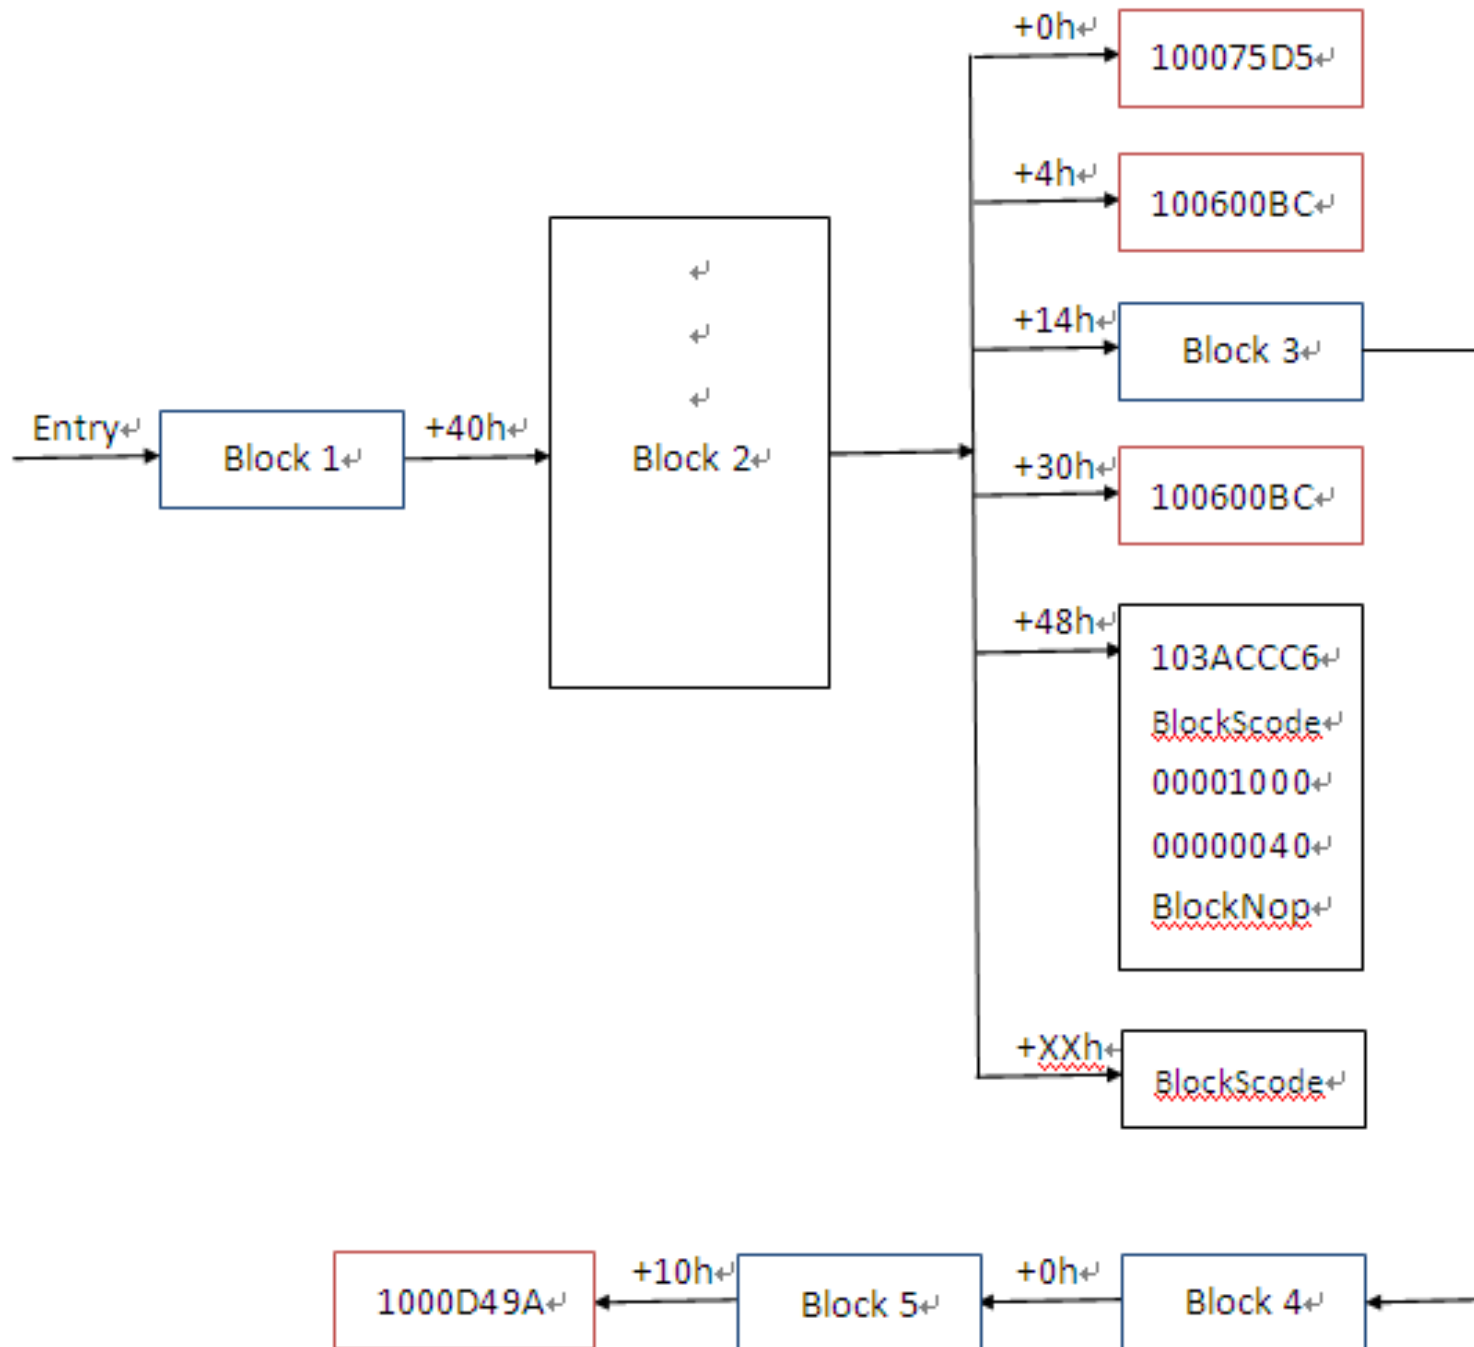 +0h↵
100075D5↵
+4h↵
100600BC↵
+14h↵
Block 3↵
Entry↵
Block 1↵
+40h↵
↵
↵
↵
Block 2↵
+30h↵
100600BC↵
+48h↵
103ACCC6↵
BlockScode↵
00001000↵
00000040↵
BlockNop↵
+XXh↵
BlockScode↵
1000D49A↵
+10h↵
Block 5↵
+0h↵
Block 4↵